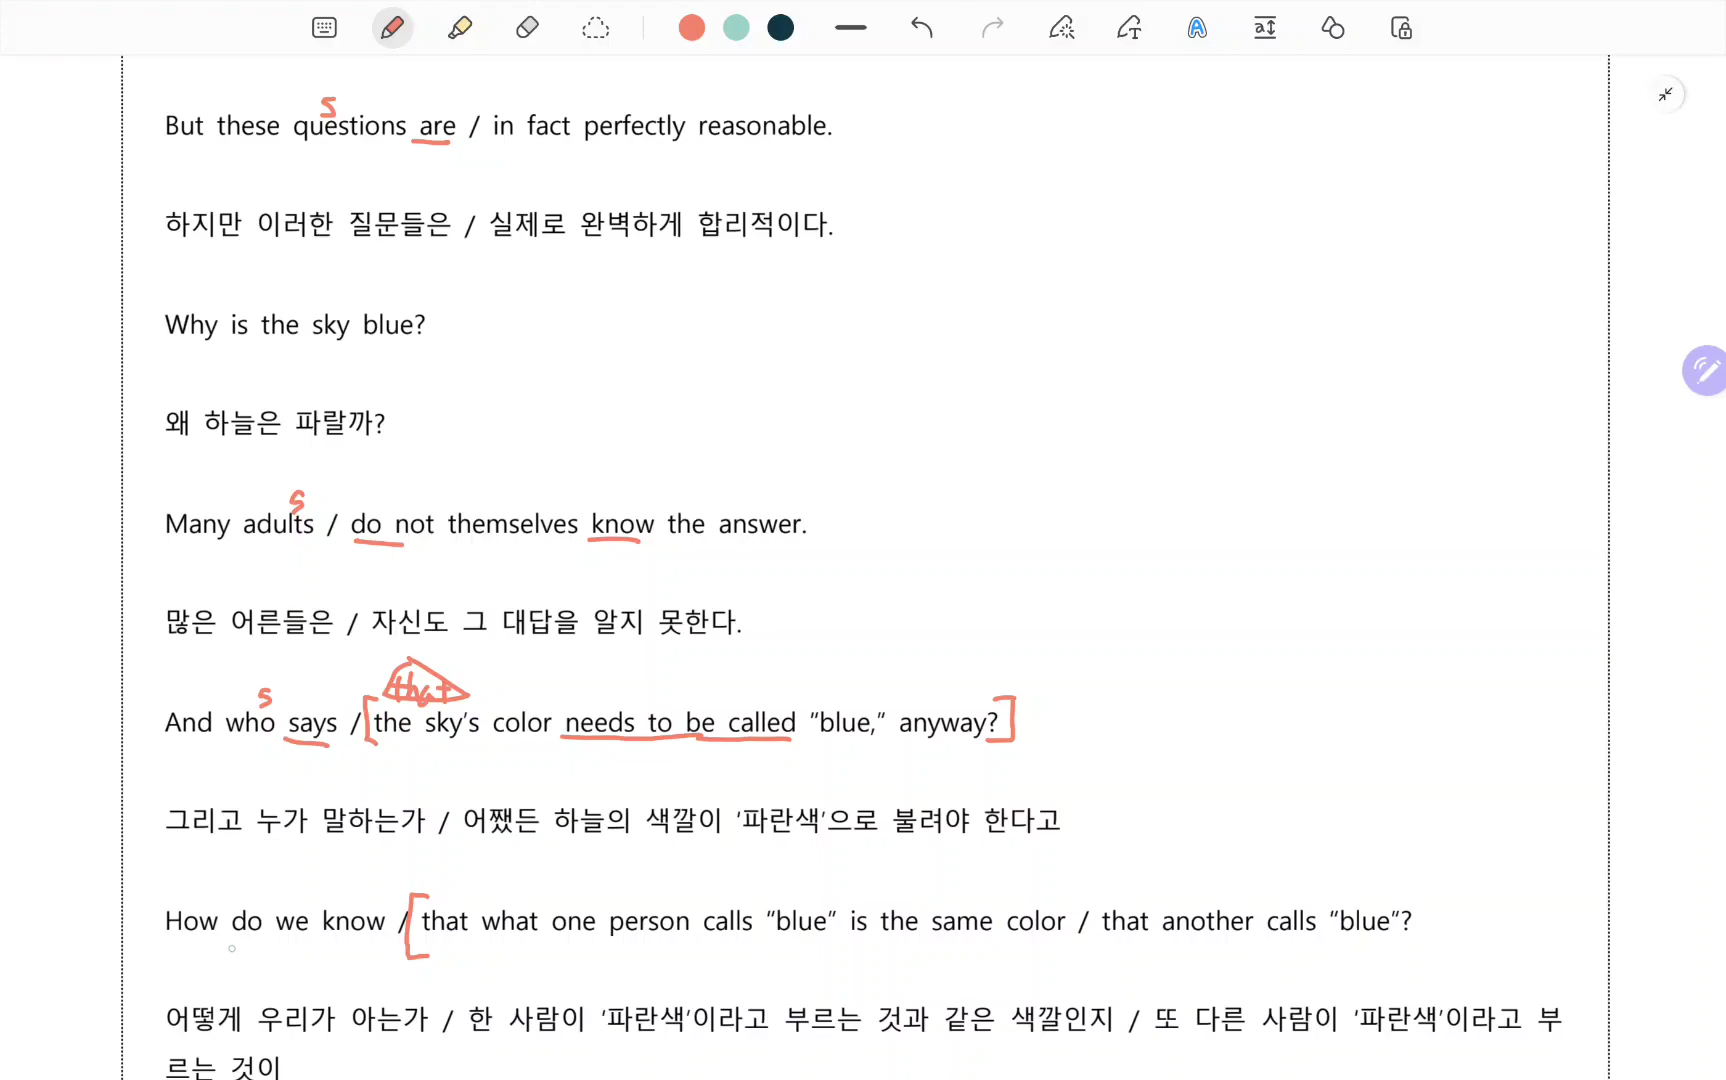 s
But these questions are / in fact perfectly reasonable.
하지만 이러한 질문들은 / 실제로 완벽하게 합리적이다.
Why is the sky blue?
왜 하늘은 파랄까?
s
Many adults / do not themselves know the answer.
많은 어른들은 / 자신도 그 대답을 알지 못한다.
s that
And who says / [the sky's color needs to be called "blue," anyway?]
그리고 누가 말하는가 / 어쨌든 하늘의 색깔이 '파란색'으로 불려야 한다고
How do we know / [that what one person calls "blue" is the same color / that another calls "blue"?
어떻게 우리가 아는가 / 한 사람이 '파란색'이라고 부르는 것과 같은 색깔인지 / 또 다른 사람이 '파란색'이라고 부
르는 것이